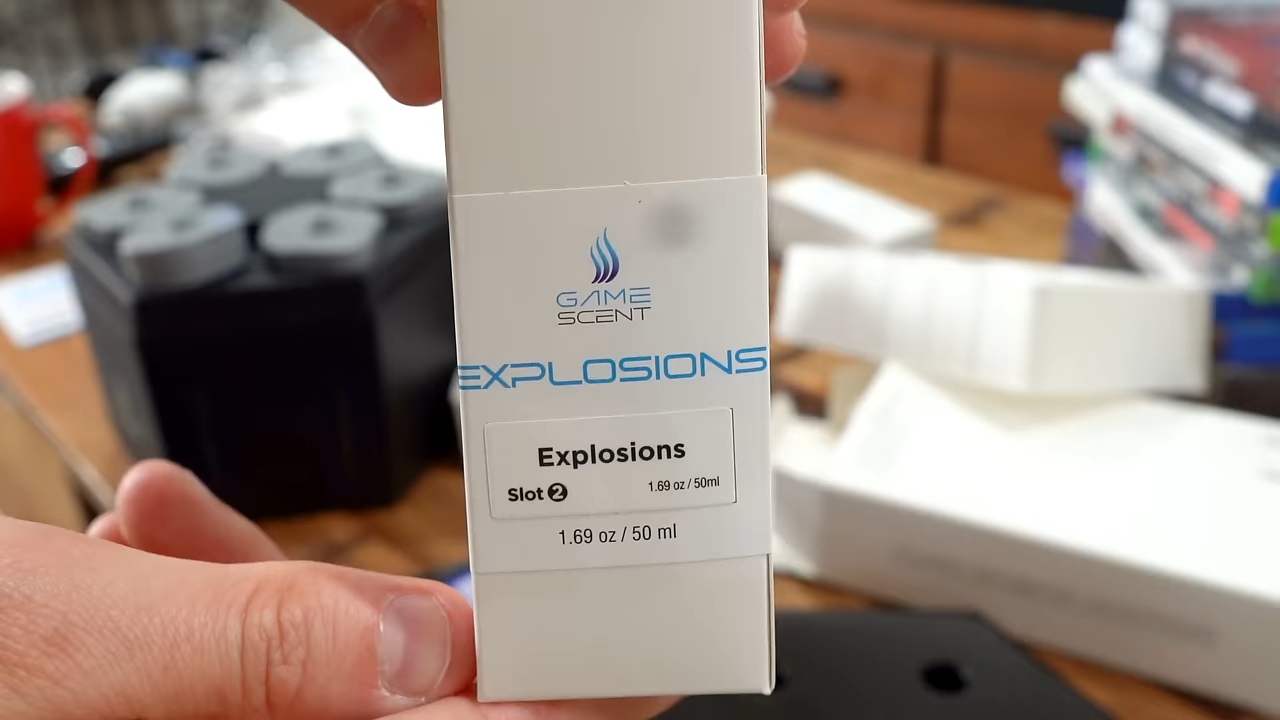 GAME
SCENT
EXPLOSIONS
Explosions
Slot 2
1.69 oz / 50ml
1.69 oz / 50 ml